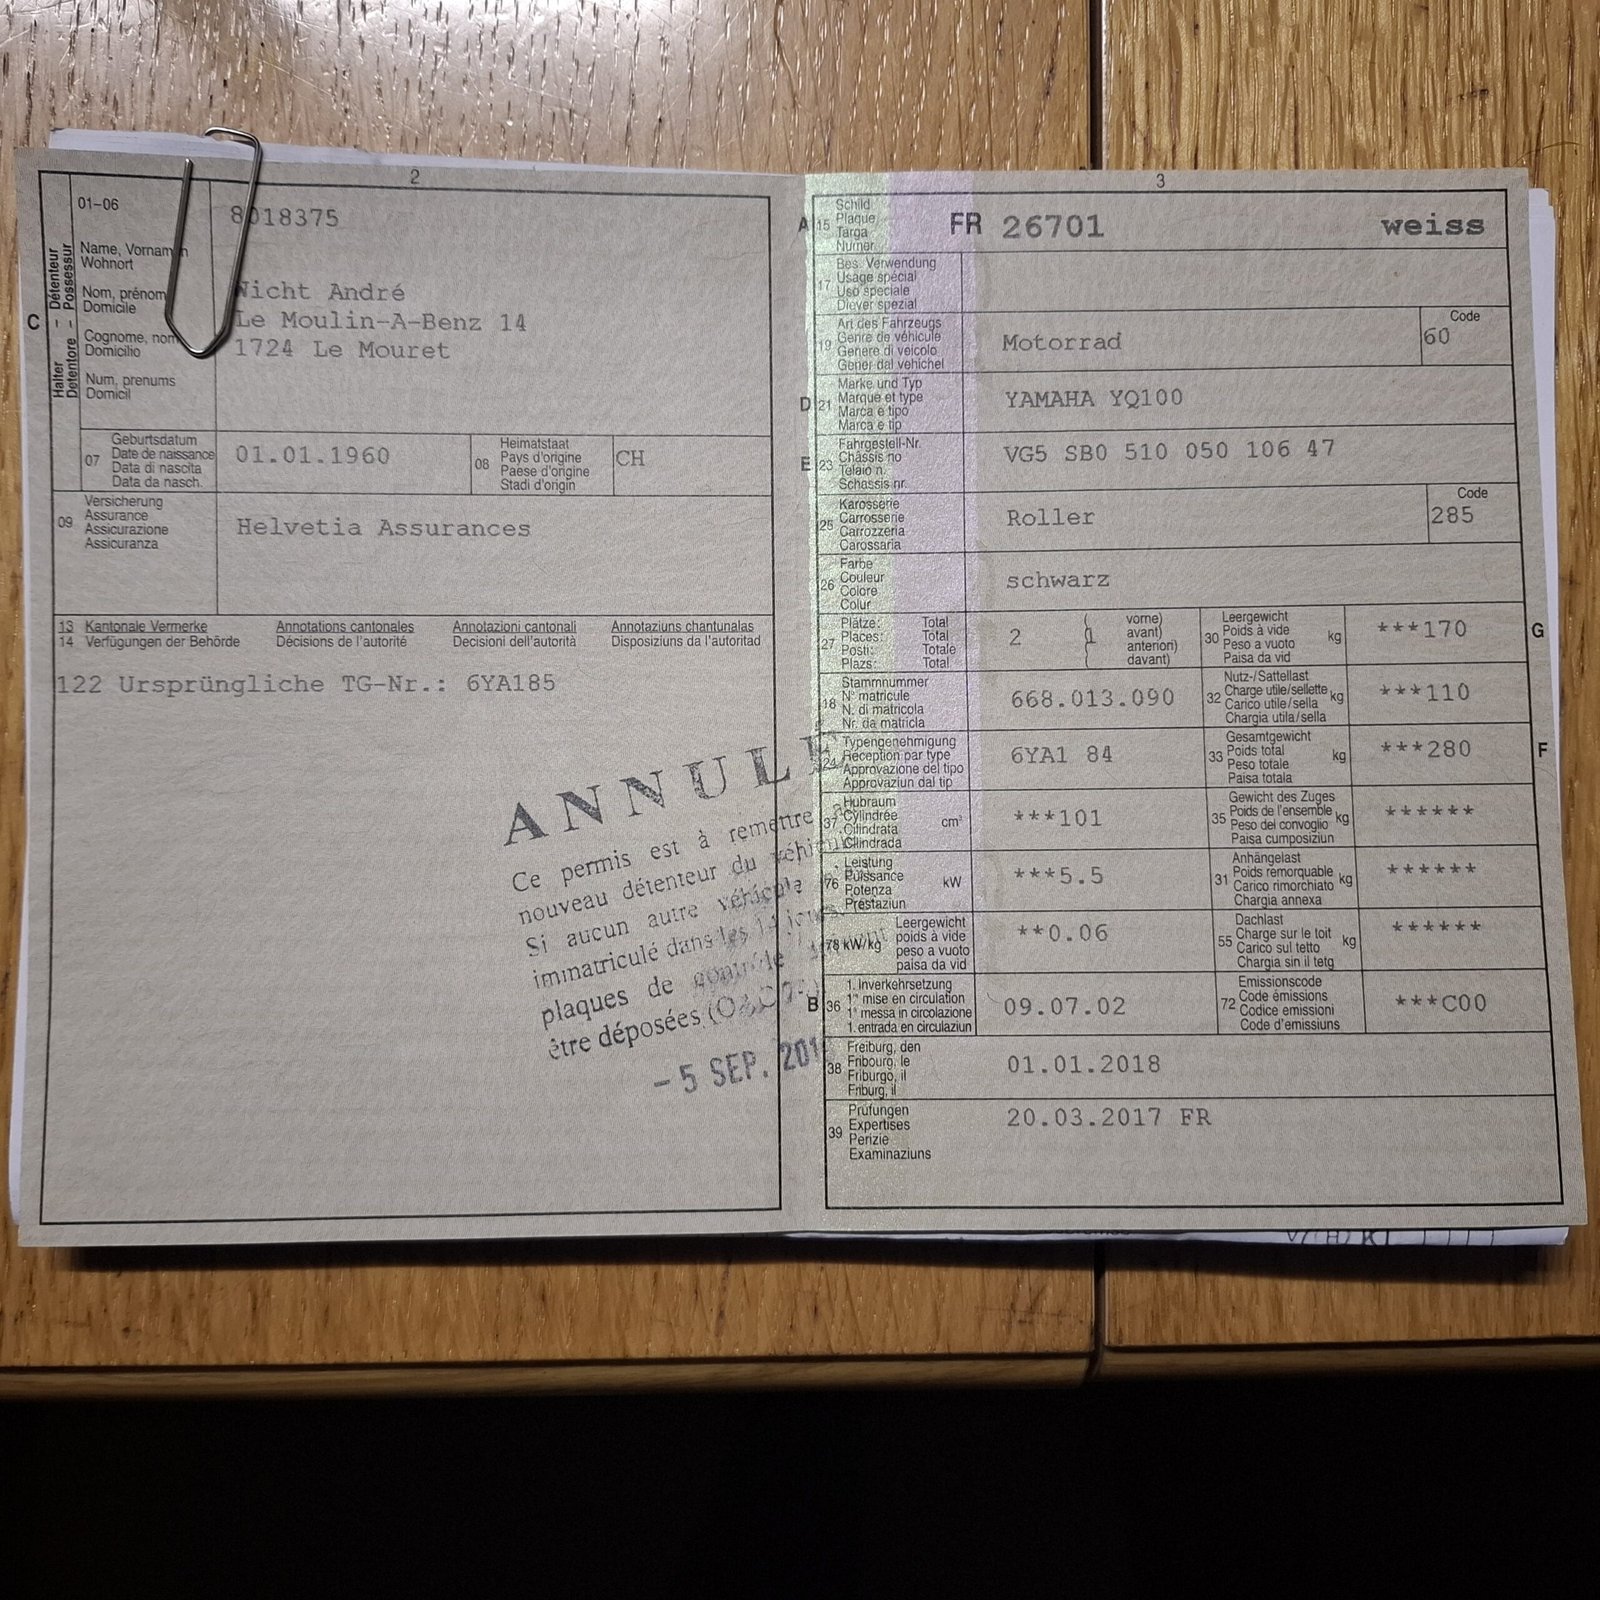 2
01-06
8018375
Halter - Détenteur
Detentore - Possessur
C
Name, Vornamen
Wohnort
Nom, prénom
Domicile
Cognome, nom
Domicilio
Num, prenums
Domicil
Nicht André
Le Moulin-A-Benz 14
1724 Le Mouret
07
Geburtsdatum
Date de naissance
Data di nascita
Data da nasch.
01.01.1960
08
Heimatstaat
Pays d'origine
Paese d'origine
Stadi d'origin
CH
09
Versicherung
Assurance
Assicurazione
Assicuranza
Helvetia Assurances
13 Kantonale Vermerke Annotations cantonales Annotazioni cantonali Annotaziuns chantunalas
14 Verfügungen der Behörde Décisions de l'autorité Decisioni dell'autorità Disposiziuns da l'autoritad
122 Ursprüngliche TG-Nr.: 6YA185
ANNULÉ
Ce permis est à remettre
nouveau détenteur du véhicule
Si aucun autre véhicule
immatriculé dans les 14 jours
plaques de contrôle
être déposées
- 5 SEP.
3
A 15
Schild
Plaque
Targa
Numer
FR 26701 weiss
17
Bes. Verwendung
Usage spécial
Uso speciale
Diever spezial
19
Art des Fahrzeugs
Genre de véhicule
Genere di veicolo
Gener dal vehichel
Motorrad
Code
60
D 21
Marke und Typ
Marque et type
Marca e tipo
Marca e tip
YAMAHA YQ100
E 23
Fahrgestell-Nr.
Châssis no
Telaio n.
Schassis nr.
VG5 SB0 510 050 106 47
25
Karosserie
Carrosserie
Carrozzeria
Carossaria
Roller
Code
285
26
Farbe
Couleur
Colore
Colur
schwarz
27
Plätze: Total
Places: Total
Posti: Totale
Plazs: Total
2
(1
vorne)
avant)
anteriori)
davant)
30
Leergewicht
Poids à vide
Peso a vuoto
Paisa da vid
kg
***170
G
18
Stammnummer
N° matricule
N. di matricola
Nr. da matricla
668.013.090
32
Nutz-/Sattellast
Charge utile/sellette
Carico utile/sella
Chargia utila/sella
kg
***110
24
Typengenehmigung
Réception par type
Approvazione del tipo
Approvaziun dal tip
6YA1 84
33
Gesamtgewicht
Poids total
Peso totale
Paisa totala
kg
***280
F
37
Hubraum
Cylindrée
Cilindrata
Cilindrada
cm³
***101
35
Gewicht des Zuges
Poids de l'ensemble
Peso del convoglio
Paisa cumposiziun
kg
******
76
Leistung
Puissance
Potenza
Prestaziun
kW
***5.5
31
Anhängelast
Poids remorquable
Carico rimorchiato
Chargia annexa
kg
******
78 kW/kg
Leergewicht
poids à vide
peso a vuoto
paisa da vid
**0.06
55
Dachlast
Charge sur le toit
Carico sul tetto
Chargia sin il tetg
kg
******
B 36
1. Inverkehrsetzung
1re mise en circulation
1a messa in circolazione
1. entrada en circulaziun
09.07.02
72
Emissionscode
Code émissions
Codice emissioni
Code d'emissiuns
***C00
38
Freiburg, den
Fribourg, le
Friburgo, il
Friburg, il
01.01.2018
39
Prüfungen
Expertises
Perizie
Examinaziuns
20.03.2017 FR